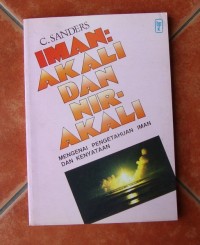 C. SANDERS
IMAN:
AKALI
DAN
NIR-
AKALI
MENGENAI PENGETAHUAN IMAN
DAN KENYATAAN